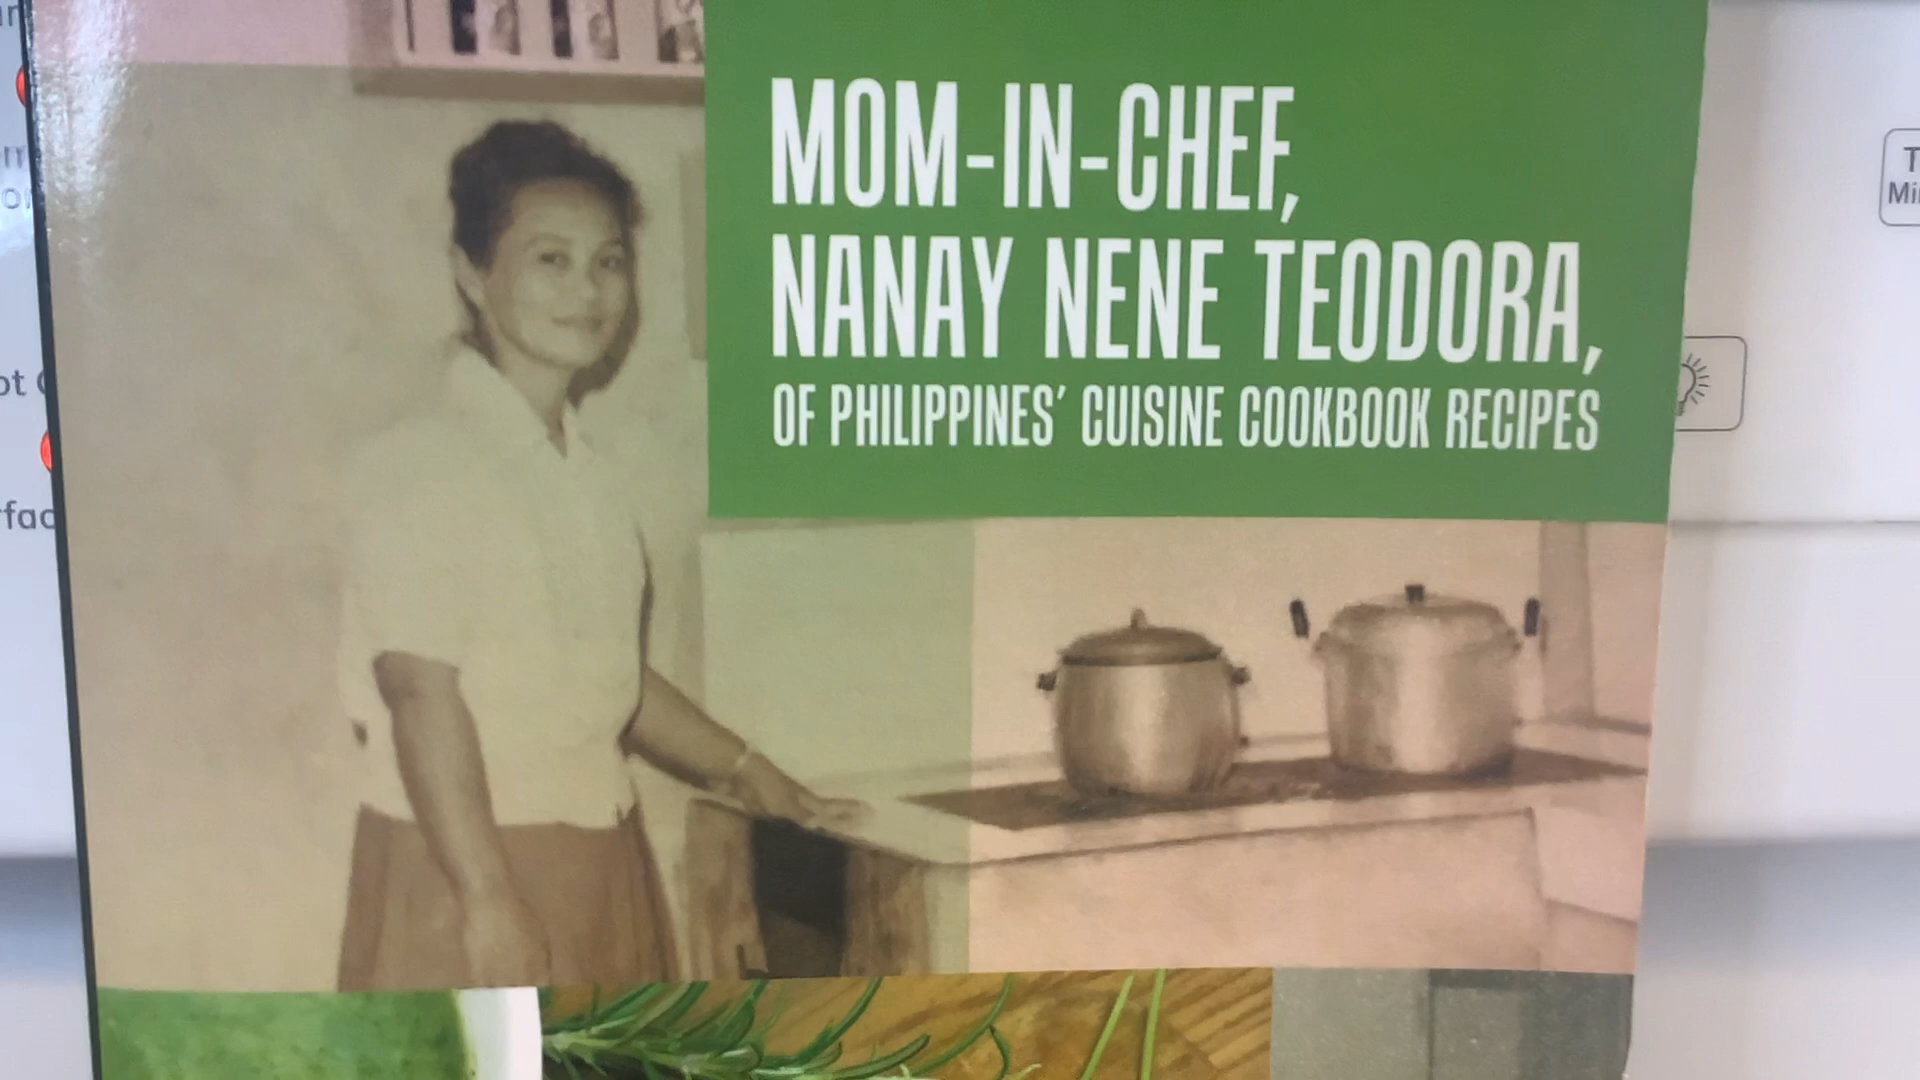 MOM-IN-CHEF,
NANAY NENE TEODORA,
OF PHILIPPINES' CUISINE COOKBOOK RECIPES